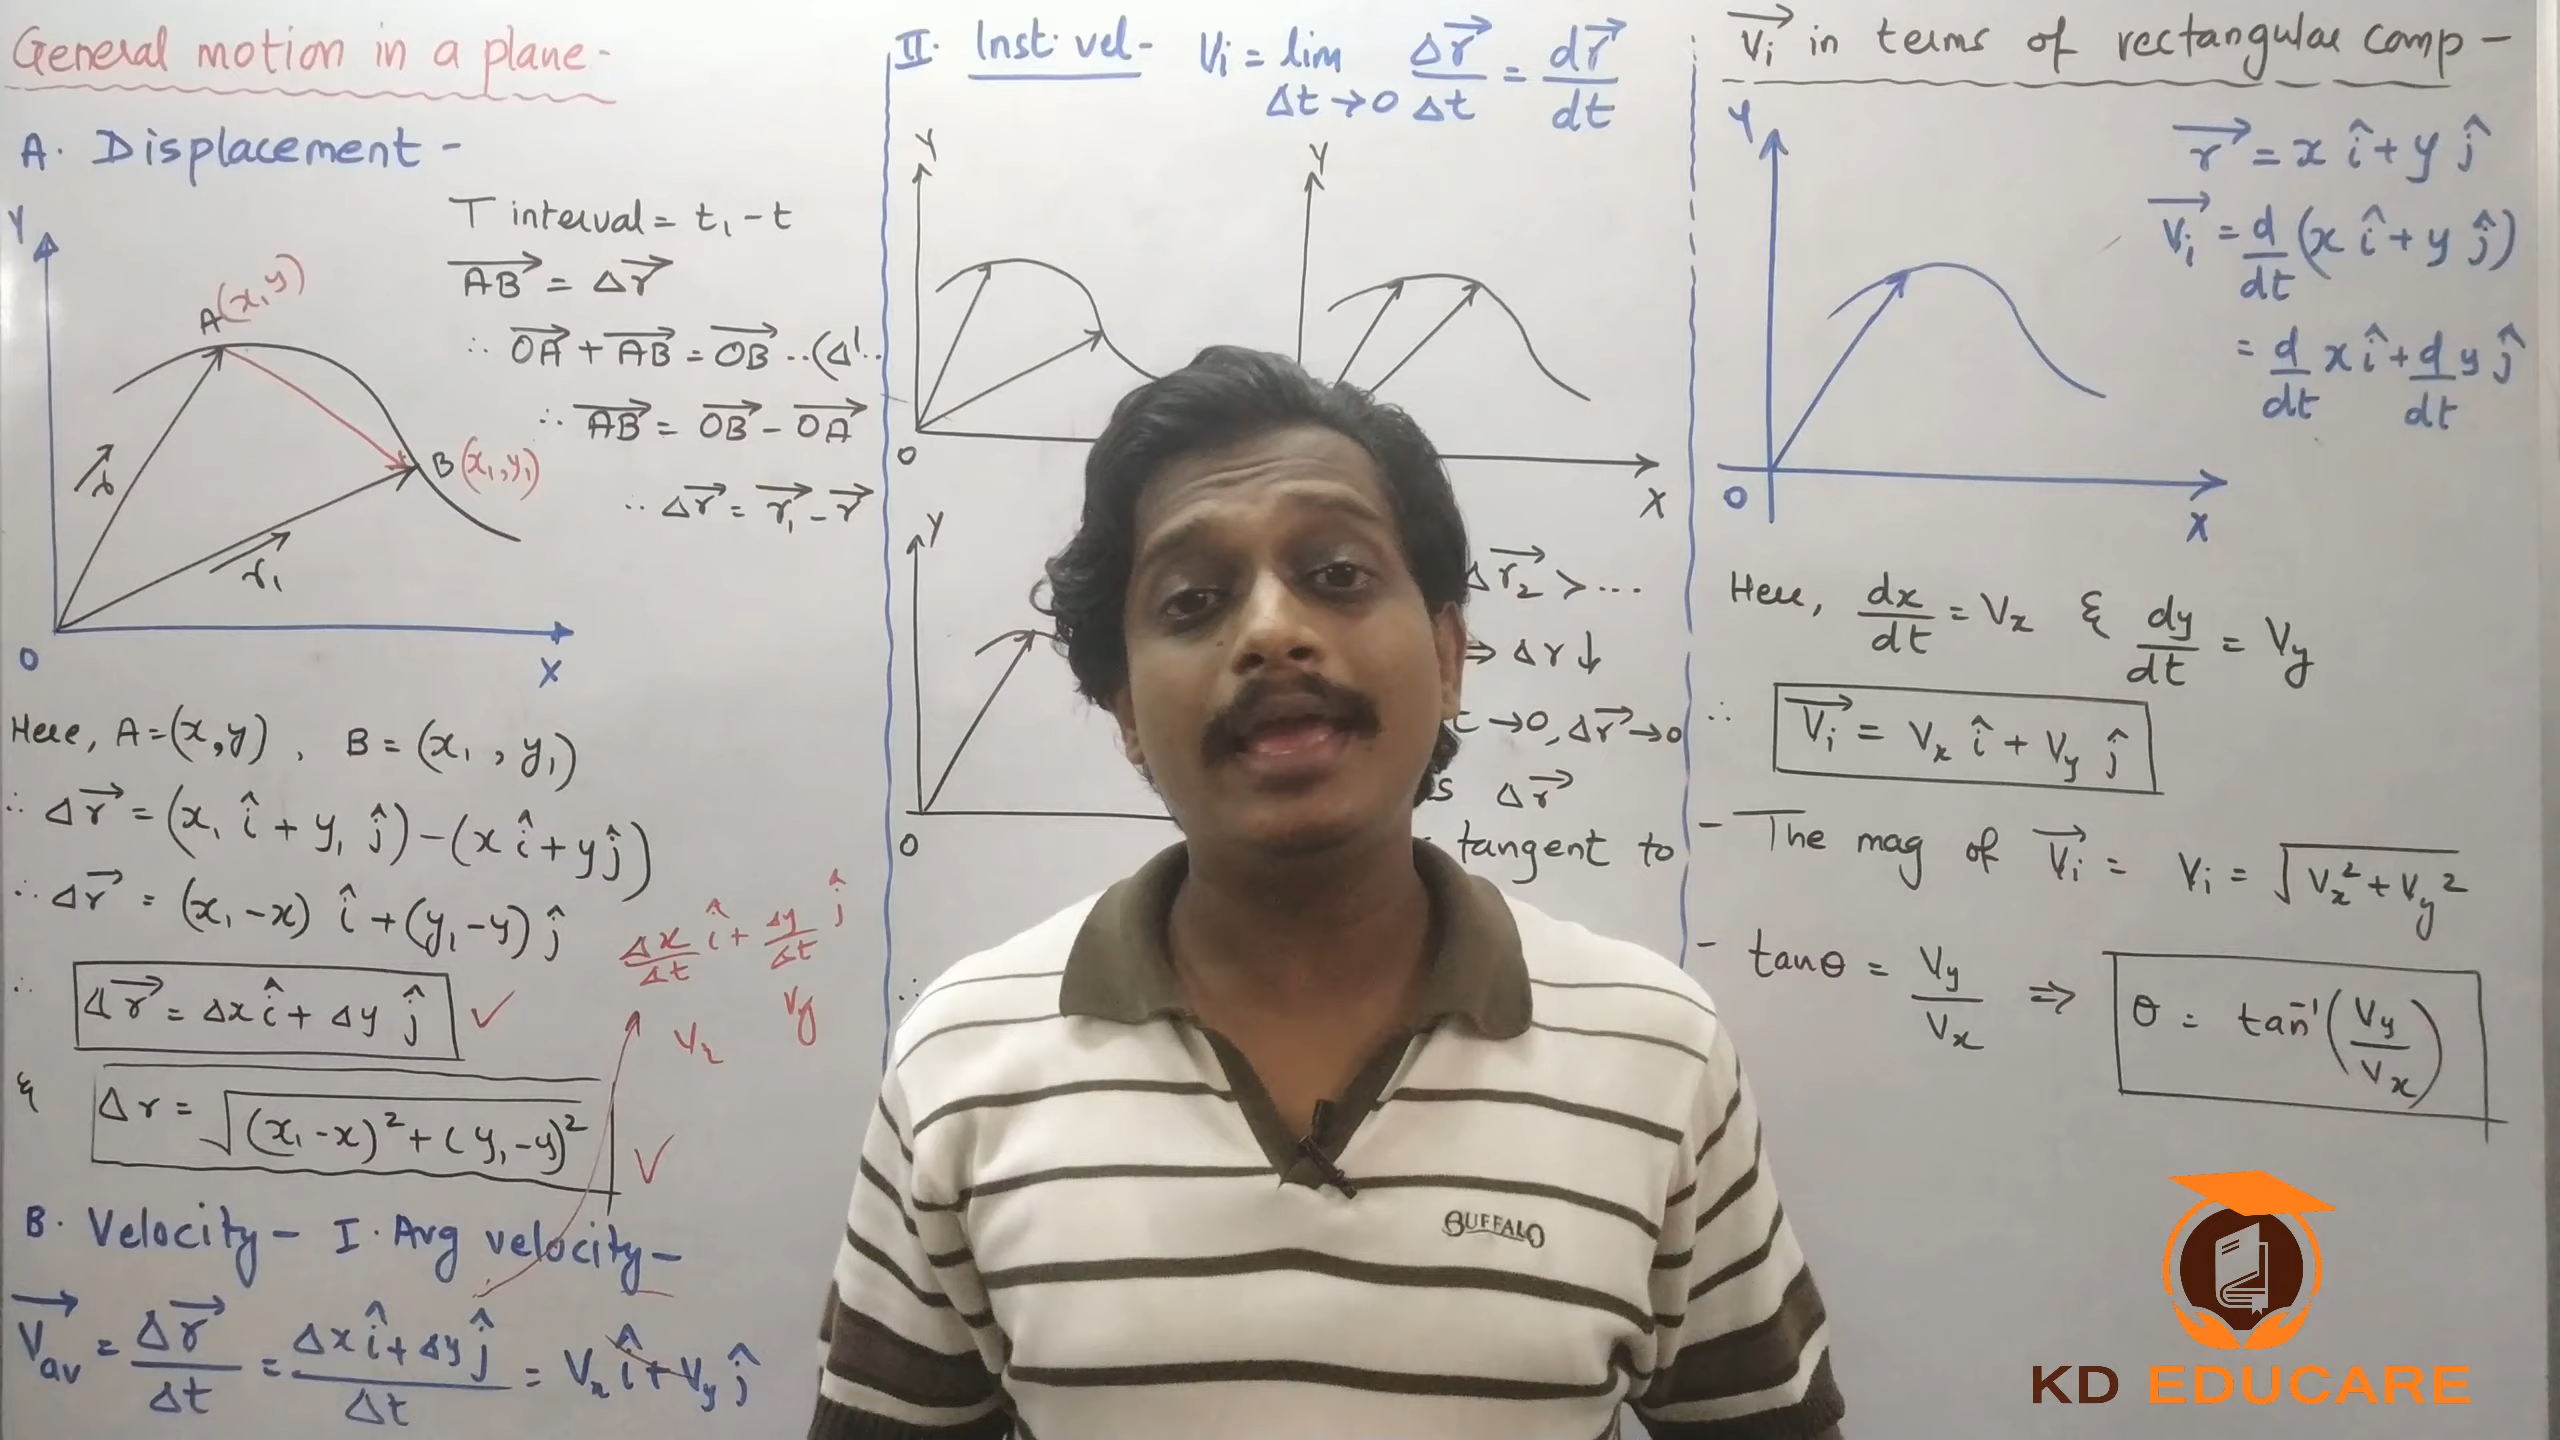 General motion in a plane-
A. Displacement -
Y
A(x,y)
r
r₁
B(x₁,y₁)
O
X
T interval = t₁ - t
AB⃗ = Δr⃗
∴ OA⃗ + AB⃗ = OB⃗ ..(Δ'..
∴ AB⃗ = OB⃗ - OA⃗
∴ Δr⃗ = r₁⃗ - r⃗
Here, A=(x,y), B=(x₁, y₁)
∴ Δr⃗ = (x₁ î + y₁ ĵ) - (x î + y ĵ)
∴ Δr⃗ = (x₁-x) î + (y₁-y) ĵ
∴ Δr⃗ = Δx î + Δy ĵ ✓
& Δr = √(x₁-x)² + (y₁-y)² ✓
Δx/Δt î + Δy/Δt ĵ
Vx Vy
B. Velocity - I. Avg velocity-
V⃗av = Δr⃗/Δt = Δx î + Δy ĵ/Δt = Vx î + Vy ĵ
II. Inst. vel- Vi = lim Δt→0 Δr⃗/Δt = dr⃗/dt
Y
O
Y
X
Y
O
Δr₂⃗ > ...
⇒ Δr↓
→0, Δr⃗→0
Δr⃗
tangent to
∴
V⃗i in terms of rectangular comp -
Y
O
X
r⃗ = x î + y ĵ
V⃗i = d/dt (x î + y ĵ)
= d/dt x î + d/dt y ĵ
Here, dx/dt = Vx & dy/dt = Vy
∴ V⃗i = Vx î + Vy ĵ
- The mag of V⃗i = Vi = √Vx² + Vy²
- tanθ = Vy/Vx ⇒ θ = tan⁻¹(Vy/Vx)
BUFFALO
KD EDUCARE